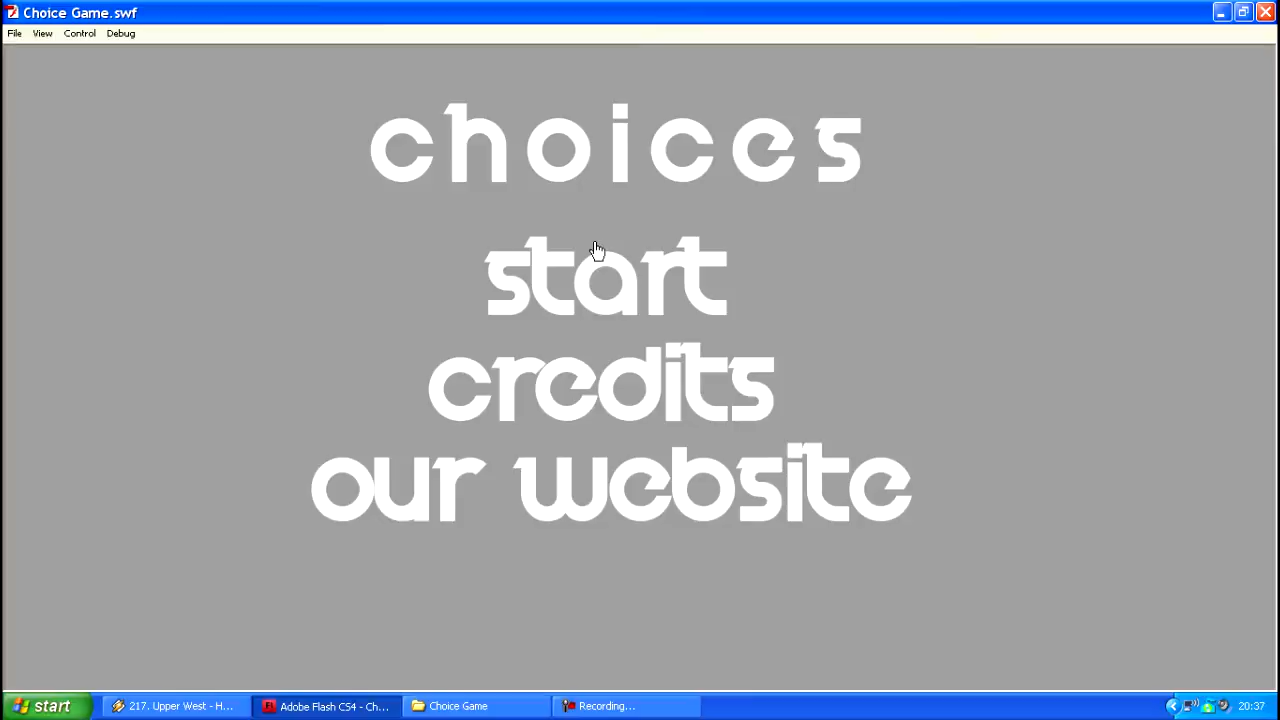 Choice Game.swf
File View Control Debug
choices
start
credits
our website
start 217. Upper West - H... Adobe Flash CS4 - Ch... Choice Game Recording... 20:37